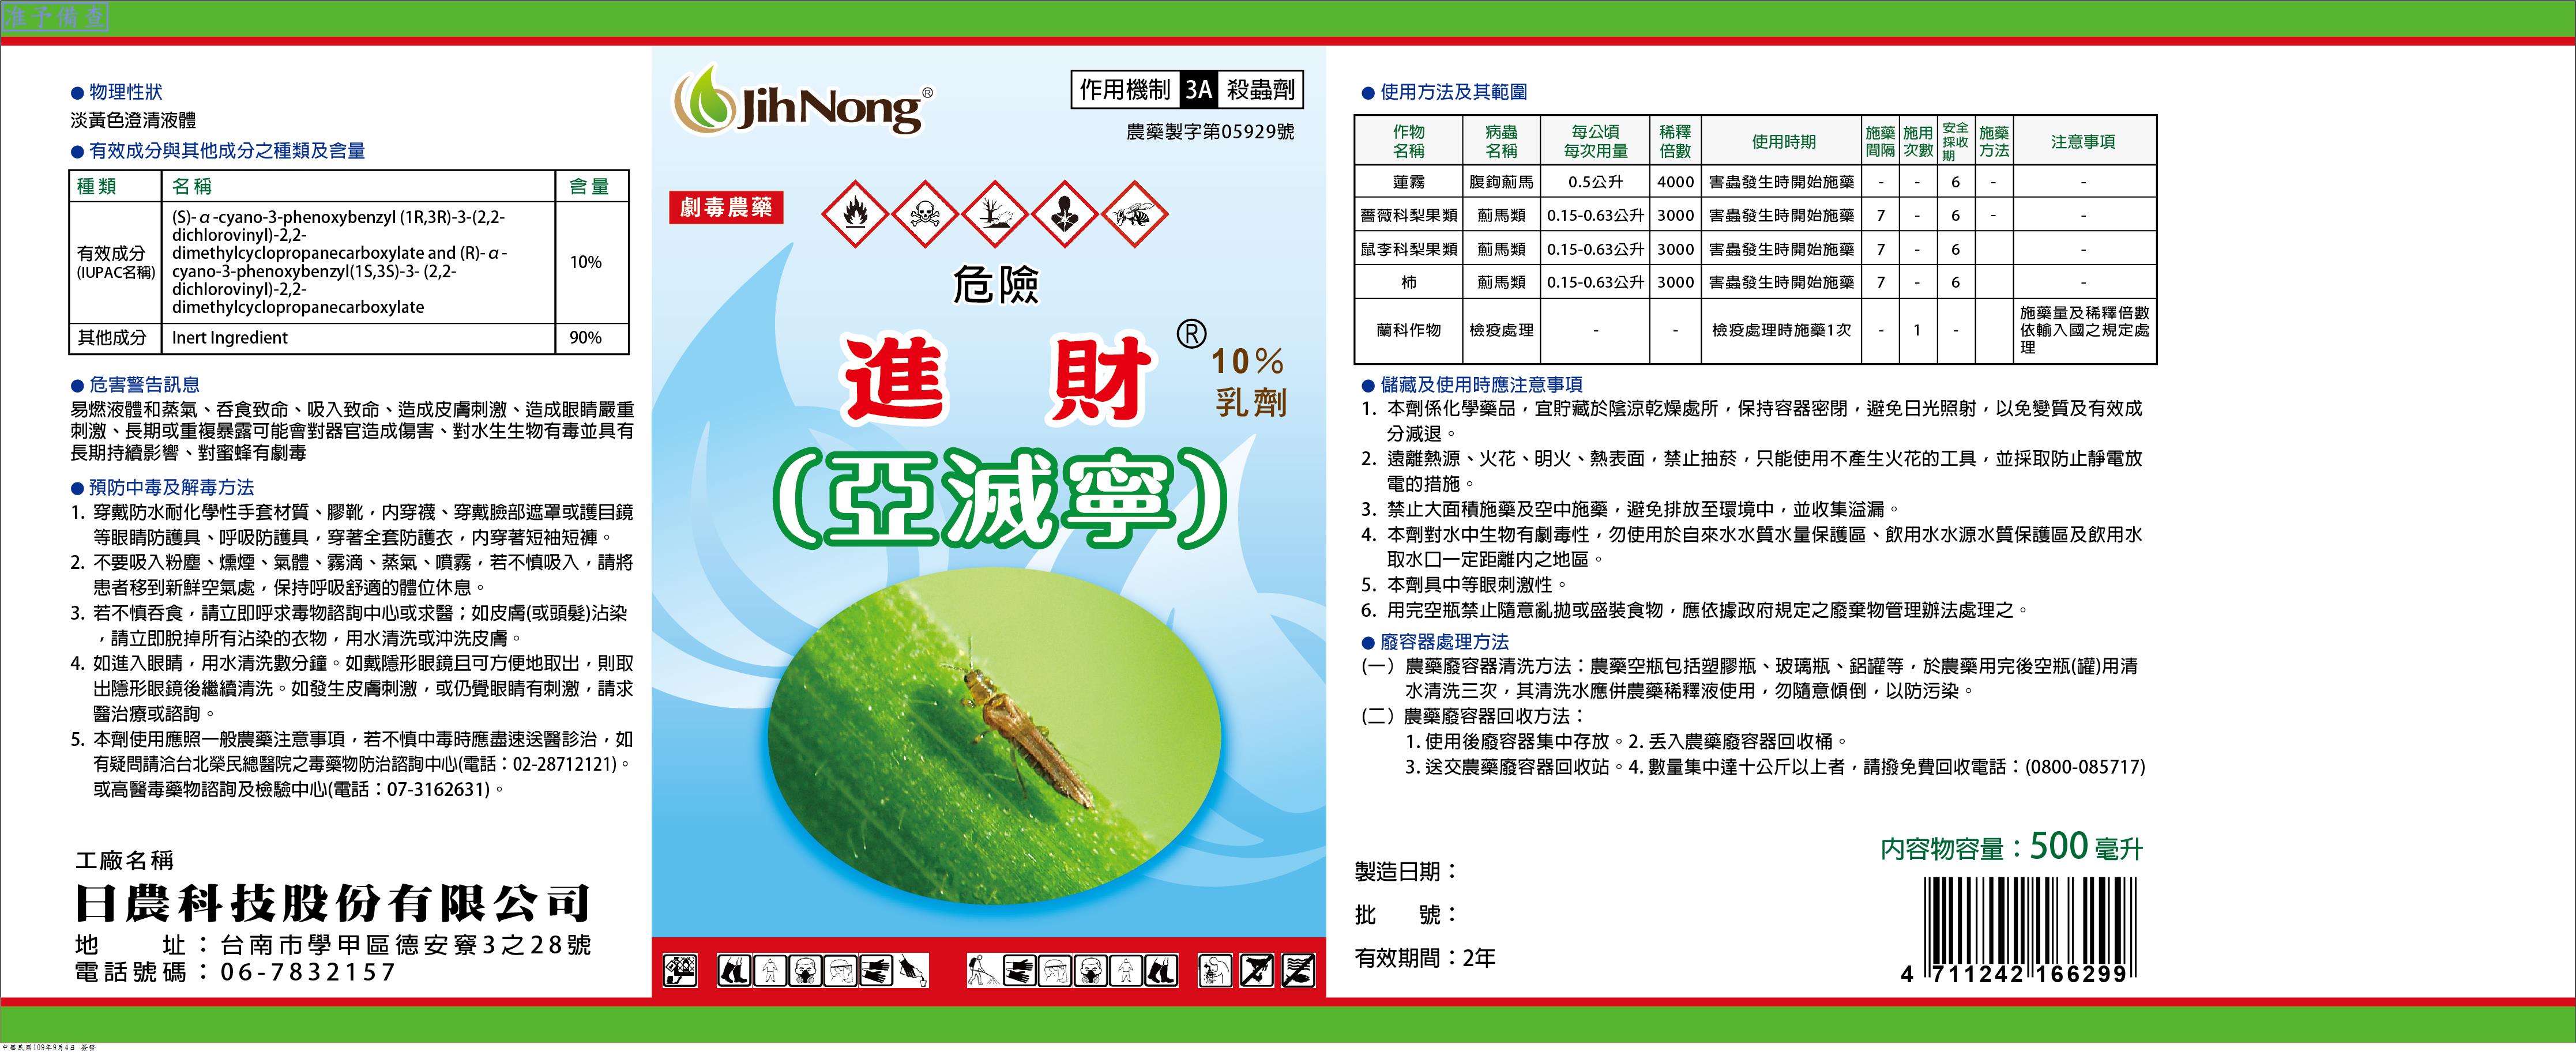 准予備查
● 物理性狀
淡黃色澄清液體
● 有效成分與其他成分之種類及含量
種類 名稱 含量
有效成分
(IUPAC名稱)
(S)-α-cyano-3-phenoxybenzyl (1R,3R)-3-(2,2-
dichlorovinyl)-2,2-
dimethylcyclopropanecarboxylate and (R)-α-
cyano-3-phenoxybenzyl(1S,3S)-3- (2,2-
dichlorovinyl)-2,2-
dimethylcyclopropanecarboxylate
10%
其他成分 Inert Ingredient 90%
● 危害警告訊息
易燃液體和蒸氣、吞食致命、吸入致命、造成皮膚刺激、造成眼睛嚴重
刺激、長期或重複暴露可能會對器官造成傷害、對水生生物有毒並具有
長期持續影響、對蜜蜂有劇毒
● 預防中毒及解毒方法
1. 穿戴防水耐化學性手套材質、膠靴，內穿襪、穿戴臉部遮罩或護目鏡
等眼睛防護具、呼吸防護具，穿著全套防護衣，內穿著短袖短褲。
2. 不要吸入粉塵、燻煙、氣體、霧滴、蒸氣、噴霧，若不慎吸入，請將
患者移到新鮮空氣處，保持呼吸舒適的體位休息。
3. 若不慎吞食，請立即呼求毒物諮詢中心或求醫；如皮膚(或頭髮)沾染
，請立即脫掉所有沾染的衣物，用水清洗或沖洗皮膚。
4. 如進入眼睛，用水清洗數分鐘。如戴隱形眼鏡且可方便地取出，則取
出隱形眼鏡後繼續清洗。如發生皮膚刺激，或仍覺眼睛有刺激，請求
醫治療或諮詢。
5. 本劑使用應照一般農藥注意事項，若不慎中毒時應盡速送醫診治，如
有疑問請洽台北榮民總醫院之毒藥物防治諮詢中心(電話：02-28712121)。
或高醫毒藥物諮詢及檢驗中心(電話：07-3162631)。
工廠名稱
日農科技股份有限公司
地 址：台南市學甲區德安寮3之28號
電話號碼：06-7832157
JihNong®
作用機制 3A 殺蟲劑
農藥製字第05929號
劇毒農藥
危險
進財®
10%
乳劑
(亞滅寧)
● 使用方法及其範圍
作物名稱 病蟲名稱 每公頃每次用量 稀釋倍數 使用時期 施藥間隔 施用次數 安全採收期 施藥方法 注意事項
蓮霧 腹鉤薊馬 0.5公升 4000 害蟲發生時開始施藥 - - 6 - -
薔薇科梨果類 薊馬類 0.15-0.63公升 3000 害蟲發生時開始施藥 7 - 6 - -
鼠李科梨果類 薊馬類 0.15-0.63公升 3000 害蟲發生時開始施藥 7 - 6 -
柿 薊馬類 0.15-0.63公升 3000 害蟲發生時開始施藥 7 - 6 -
蘭科作物 檢疫處理 - - 檢疫處理時施藥1次 - 1 - 施藥量及稀釋倍數
依輸入國之規定處
理
● 儲藏及使用時應注意事項
1. 本劑係化學藥品，宜貯藏於陰涼乾燥處所，保持容器密閉，避免日光照射，以免變質及有效成
分減退。
2. 遠離熱源、火花、明火、熱表面，禁止抽菸，只能使用不產生火花的工具，並採取防止靜電放
電的措施。
3. 禁止大面積施藥及空中施藥，避免排放至環境中，並收集溢漏。
4. 本劑對水中生物有劇毒性，勿使用於自來水水質水量保護區、飲用水水源水質保護區及飲用水
取水口一定距離內之地區。
5. 本劑具中等眼刺激性。
6. 用完空瓶禁止隨意亂拋或盛裝食物，應依據政府規定之廢棄物管理辦法處理之。
● 廢容器處理方法
(一）農藥廢容器清洗方法：農藥空瓶包括塑膠瓶、玻璃瓶、鋁罐等，於農藥用完後空瓶(罐)用清
水清洗三次，其清洗水應併農藥稀釋液使用，勿隨意傾倒，以防污染。
(二）農藥廢容器回收方法：
1. 使用後廢容器集中存放。2. 丟入農藥廢容器回收桶。
3. 送交農藥廢容器回收站。4. 數量集中達十公斤以上者，請撥免費回收電話：(0800-085717)
內容物容量：500 毫升
製造日期：
批 號：
有效期間：2年
4 711242 166299
中華民國109年9月4日 簽發